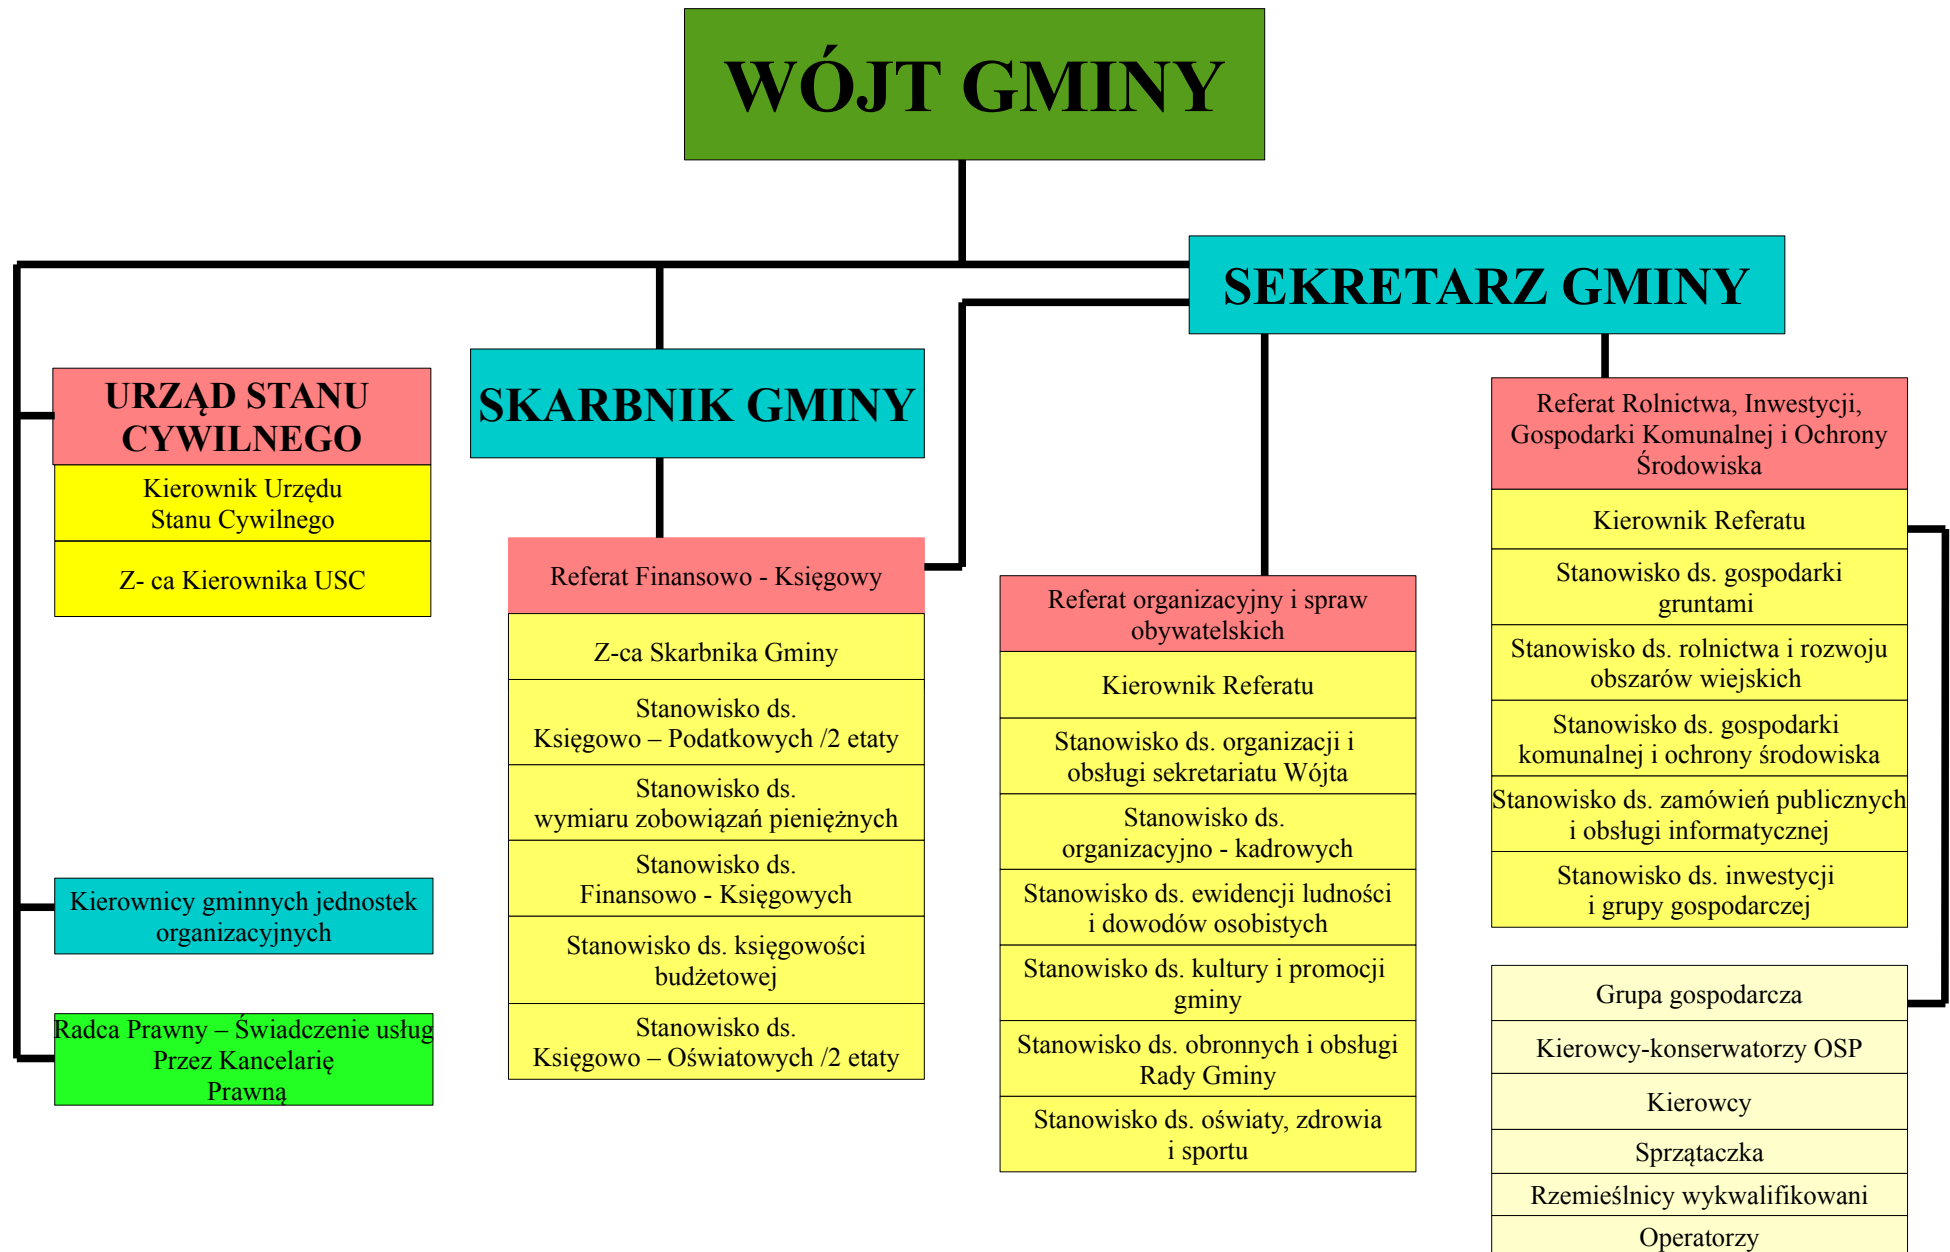 WÓJT GMINY
SEKRETARZ GMINY
SKARBNIK GMINY
URZĄD STANU
CYWILNEGO
Kierownik Urzędu
Stanu Cywilnego
Z- ca Kierownika USC
Kierownicy gminnych jednostek
organizacyjnych
Radca Prawny – Świadczenie usług
Przez Kancelarię
Prawną
Referat Finansowo - Księgowy
Z-ca Skarbnika Gminy
Stanowisko ds.
Księgowo – Podatkowych /2 etaty
Stanowisko ds.
wymiaru zobowiązań pieniężnych
Stanowisko ds.
Finansowo - Księgowych
Stanowisko ds. księgowości
budżetowej
Stanowisko ds.
Księgowo – Oświatowych /2 etaty
Referat organizacyjny i spraw
obywatelskich
Kierownik Referatu
Stanowisko ds. organizacji i
obsługi sekretariatu Wójta
Stanowisko ds.
organizacyjno - kadrowych
Stanowisko ds. ewidencji ludności
i dowodów osobistych
Stanowisko ds. kultury i promocji
gminy
Stanowisko ds. obronnych i obsługi
Rady Gminy
Stanowisko ds. oświaty, zdrowia
i sportu
Referat Rolnictwa, Inwestycji,
Gospodarki Komunalnej i Ochrony
Środowiska
Kierownik Referatu
Stanowisko ds. gospodarki
gruntami
Stanowisko ds. rolnictwa i rozwoju
obszarów wiejskich
Stanowisko ds. gospodarki
komunalnej i ochrony środowiska
Stanowisko ds. zamówień publicznych
i obsługi informatycznej
Stanowisko ds. inwestycji
i grupy gospodarczej
Grupa gospodarcza
Kierowcy-konserwatorzy OSP
Kierowcy
Sprzątaczka
Rzemieślnicy wykwalifikowani
Operatorzy